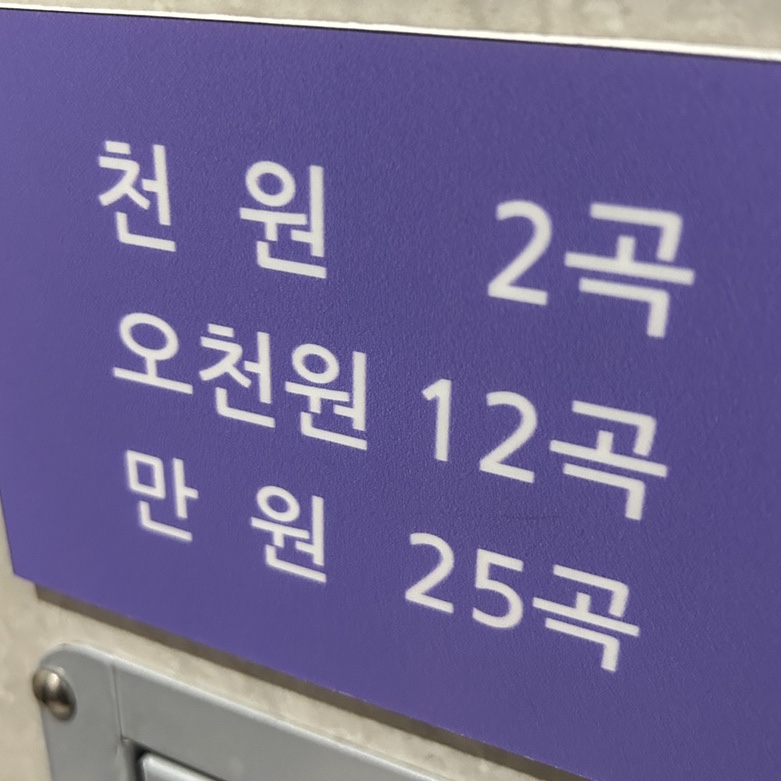 천 원 2곡
오천원 12곡
만 원 25곡